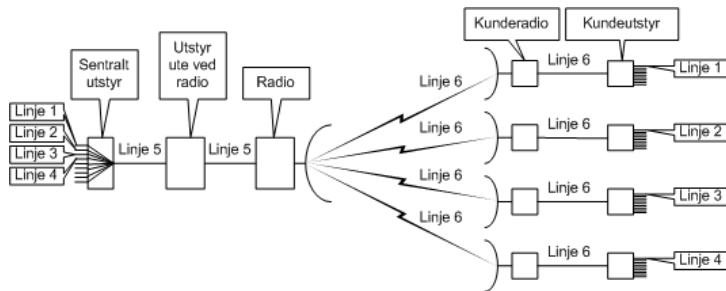 Kunderadio
Kundeutstyr
Sentralt
utstyr
Utstyr
ute ved
radio
Radio
Linje 1
Linje 2
Linje 3
Linje 4
Linje 5
Linje 5
Linje 6
Linje 6
Linje 1
Linje 6
Linje 6
Linje 2
Linje 6
Linje 6
Linje 3
Linje 6
Linje 6
Linje 4